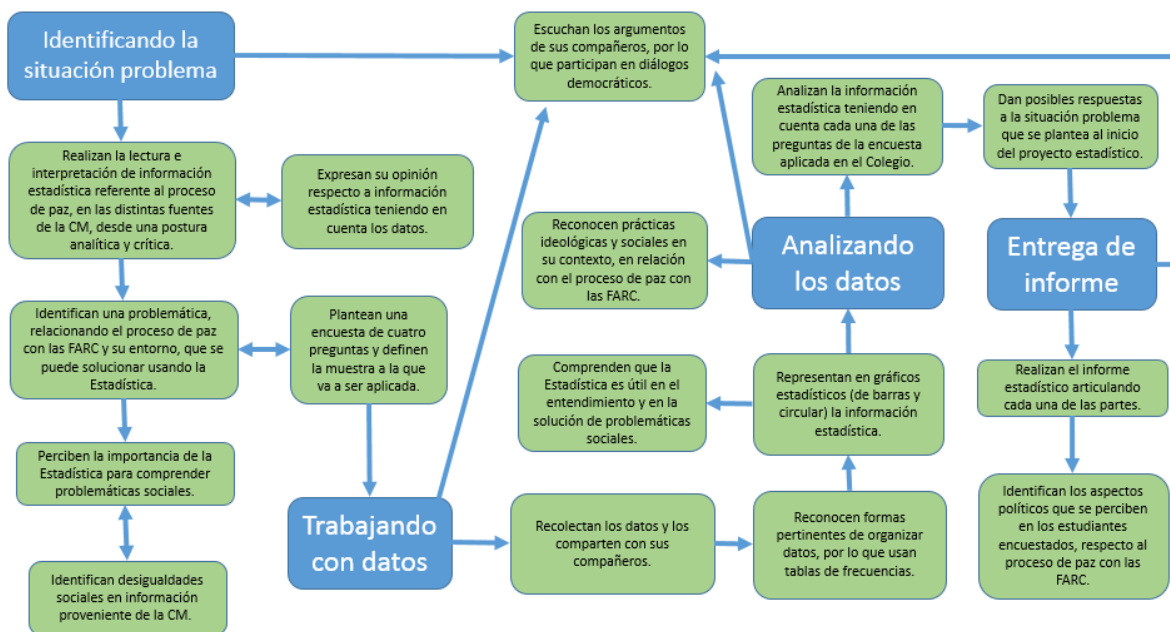 Identificando la
situación problema
Realizan la lectura e
interpretación de información
estadística referente al proceso
de paz, en las distintas fuentes
de la CM, desde una postura
analítica y crítica.
Expresan su opinión
respecto a información
estadística teniendo en
cuenta los datos.
Identifican una problemática,
relacionando el proceso de paz
con las FARC y su entorno, que se
puede solucionar usando la
Estadística.
Plantean una
encuesta de cuatro
preguntas y definen
la muestra a la que
va a ser aplicada.
Perciben la importancia de la
Estadística para comprender
problemáticas sociales.
Identifican desigualdades
sociales en información
proveniente de la CM.
Trabajando
con datos
Escuchan los argumentos
de sus compañeros, por lo
que participan en diálogos
democráticos.
Recolectan los datos y los
comparten con sus
compañeros.
Reconocen formas
pertinentes de organizar
datos, por lo que usan
tablas de frecuencias.
Representan en gráficos
estadísticos (de barras y
circular) la información
estadística.
Comprenden que la
Estadística es útil en el
entendimiento y en la
solución de problemáticas
sociales.
Analizando
los datos
Reconocen prácticas
ideológicas y sociales en
su contexto, en relación
con el proceso de paz con
las FARC.
Analizan la información
estadística teniendo en
cuenta cada una de las
preguntas de la encuesta
aplicada en el Colegio.
Dan posibles respuestas
a la situación problema
que se plantea al inicio
del proyecto estadístico.
Entrega de
informe
Realizan el informe
estadístico articulando
cada una de las partes.
Identifican los aspectos
políticos que se perciben
en los estudiantes
encuestados, respecto al
proceso de paz con las
FARC.